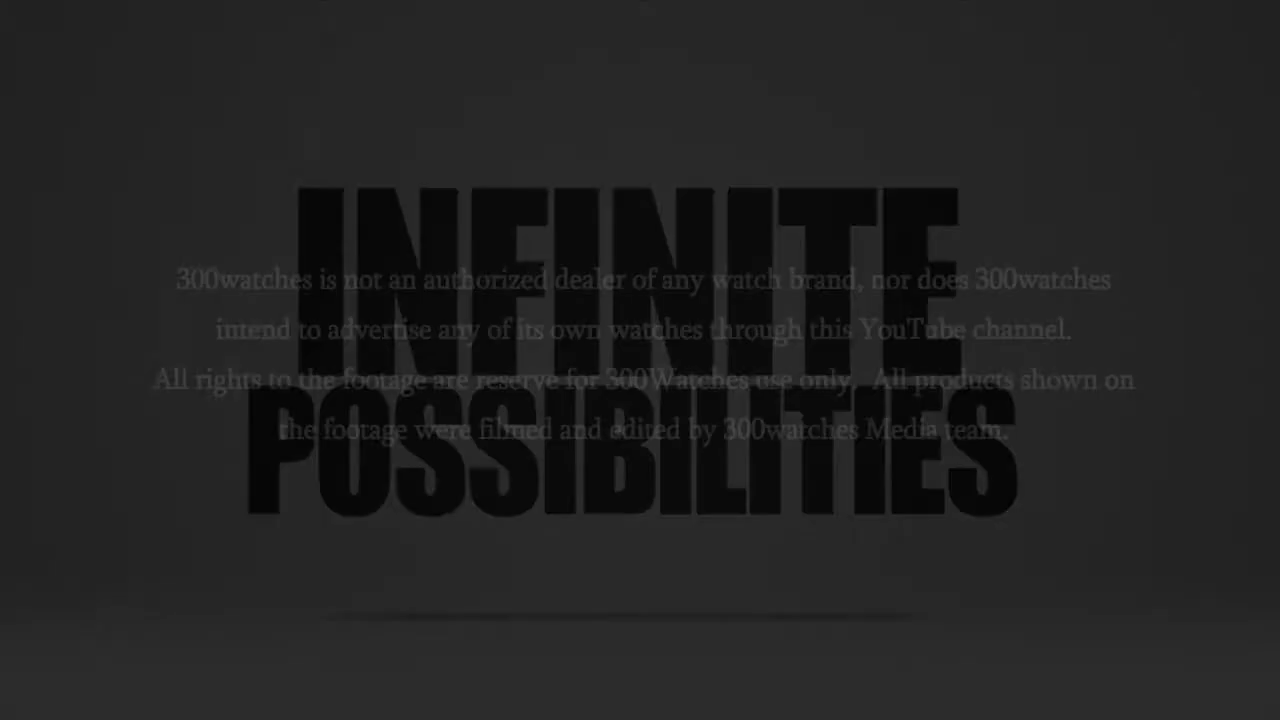 INFINITE
POSSIBILITIES
300watches is not an authorized dealer of any watch brand, nor does 300watches
intend to advertise any of its own watches through this YouTube channel.
All rights to the footage are reserve for 300Watches use only. All products shown on
the footage were filmed and edited by 300watches Media team.